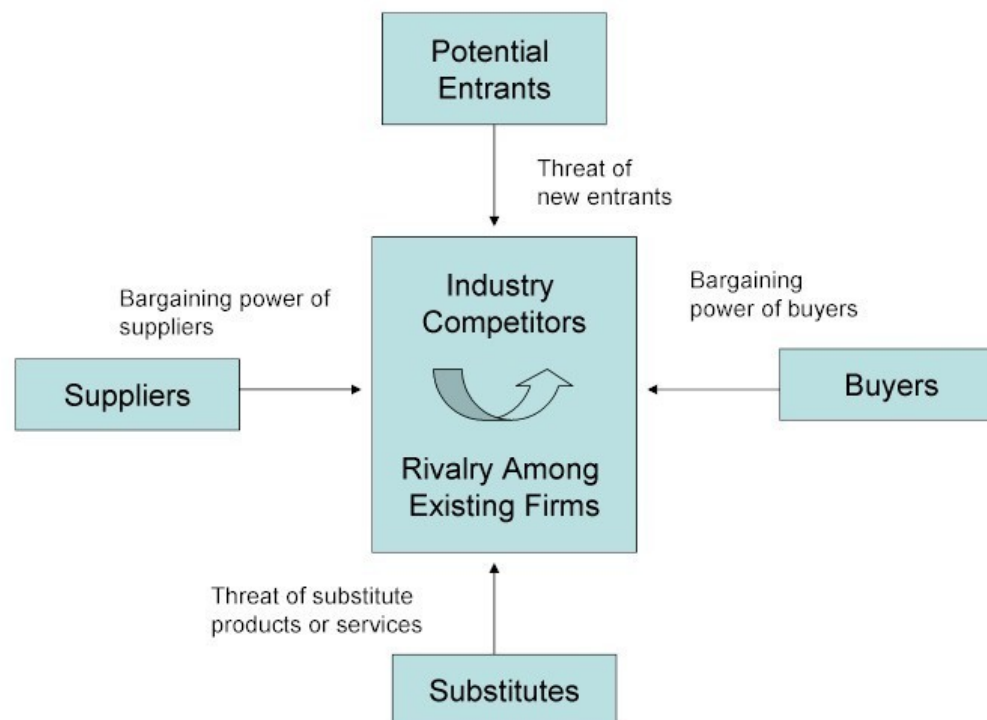 Potential
Entrants
Threat of
new entrants
Industry
Competitors
Bargaining power of
suppliers
Bargaining
power of buyers
Suppliers
Buyers
Rivalry Among
Existing Firms
Threat of substitute
products or services
Substitutes